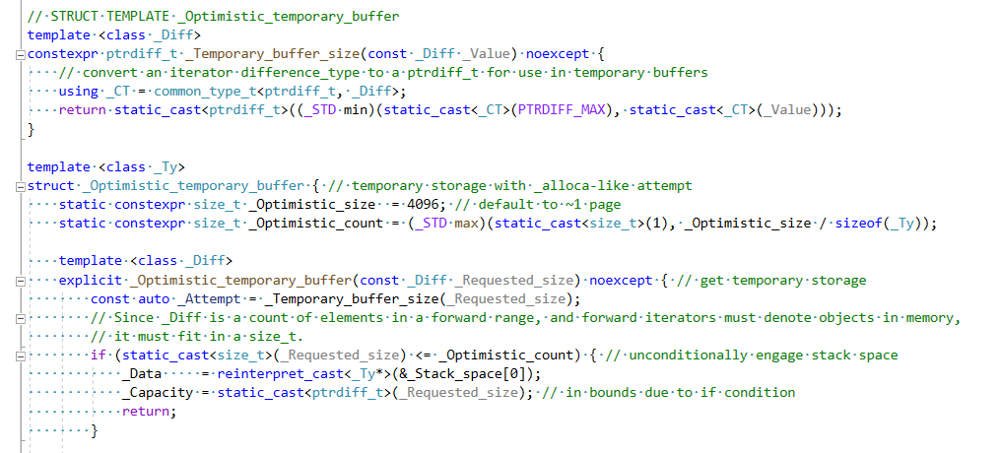 // STRUCT TEMPLATE _Optimistic_temporary_buffer
template <class _Diff>
constexpr ptrdiff_t _Temporary_buffer_size(const _Diff _Value) noexcept {
    // convert an iterator difference_type to a ptrdiff_t for use in temporary buffers
    using _CT = common_type_t<ptrdiff_t, _Diff>;
    return static_cast<ptrdiff_t>((_STD min)(static_cast<_CT>(PTRDIFF_MAX), static_cast<_CT>(_Value)));
}

template <class _Ty>
struct _Optimistic_temporary_buffer { // temporary storage with _alloca-like attempt
    static constexpr size_t _Optimistic_size  = 4096; // default to ~1 page
    static constexpr size_t _Optimistic_count = (_STD max)(static_cast<size_t>(1), _Optimistic_size / sizeof(_Ty));

    template <class _Diff>
    explicit _Optimistic_temporary_buffer(const _Diff _Requested_size) noexcept { // get temporary storage
        const auto _Attempt = _Temporary_buffer_size(_Requested_size);
        // Since _Diff is a count of elements in a forward range, and forward iterators must denote objects in memory,
        // it must fit in a size_t.
        if (static_cast<size_t>(_Requested_size) <= _Optimistic_count) { // unconditionally engage stack space
            _Data     = reinterpret_cast<_Ty*>(&_Stack_space[0]);
            _Capacity = static_cast<ptrdiff_t>(_Requested_size); // in bounds due to if condition
            return;
        }